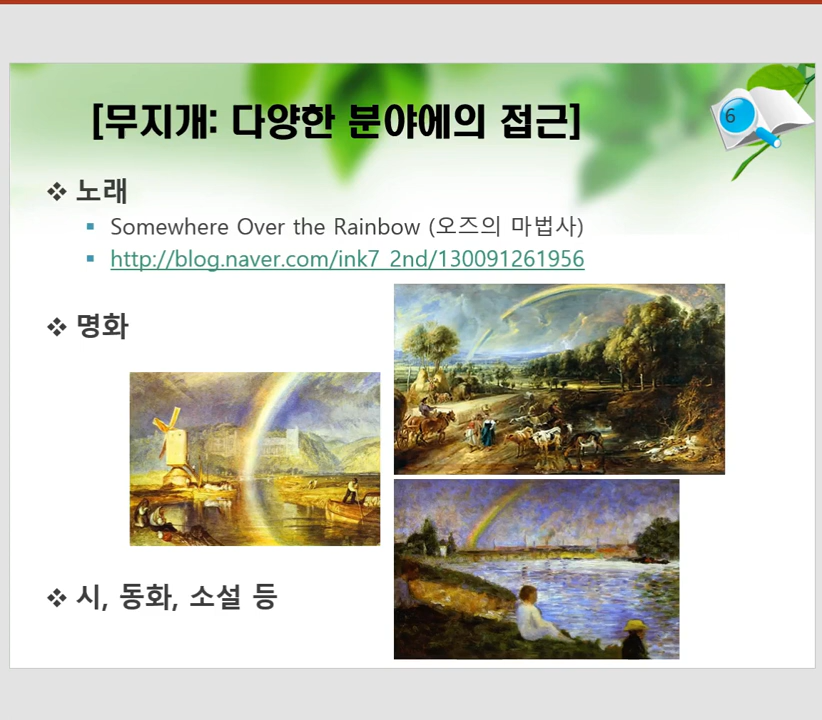 [무지개: 다양한 분야에의 접근]
6
노래
Somewhere Over the Rainbow (오즈의 마법사)
http://blog.naver.com/ink7_2nd/130091261956
명화
시, 동화, 소설 등